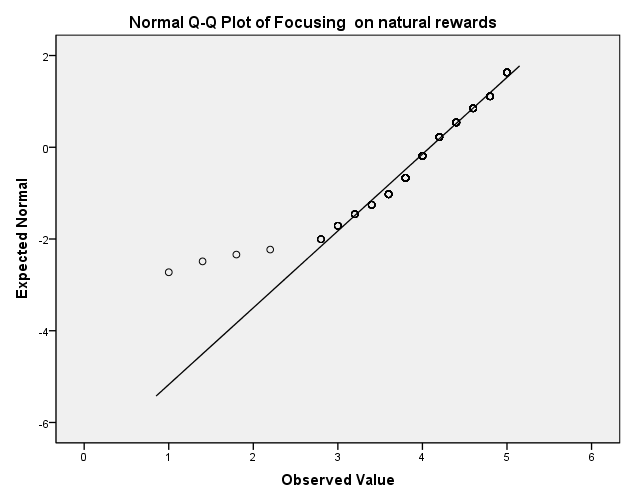 Normal Q-Q Plot of Focusing  on natural rewards
2
0
-2
-4
-6
Expected Normal
0 1 2 3 4 5 6
Observed Value